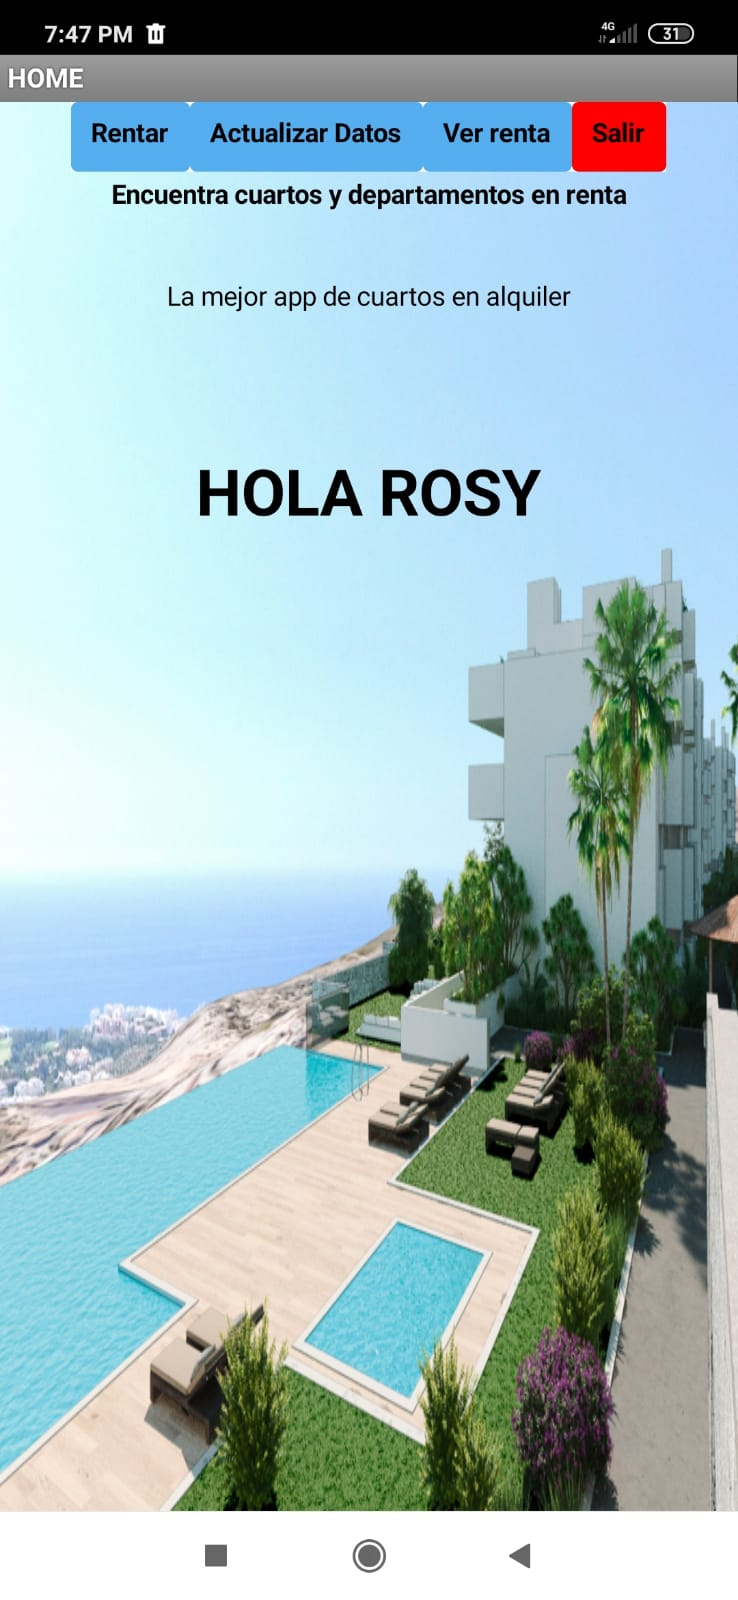 7:47 PM
4G
31
HOME
Rentar Actualizar Datos Ver renta Salir
Encuentra cuartos y departamentos en renta
La mejor app de cuartos en alquiler
HOLA ROSY